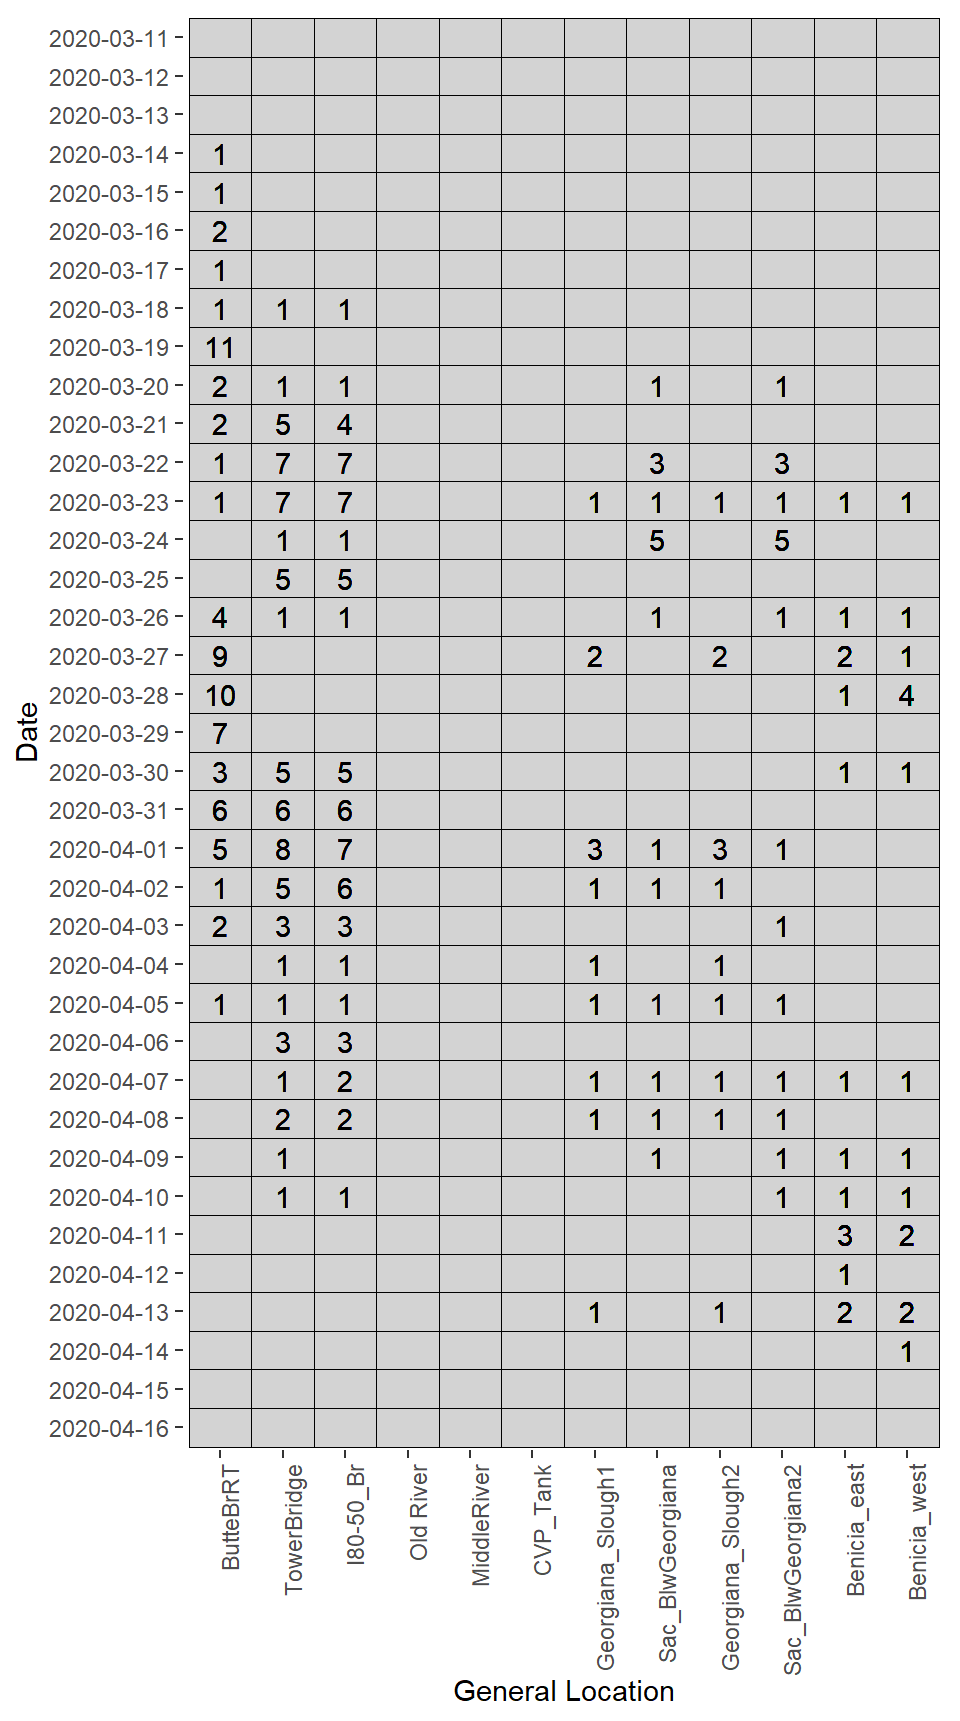 2020-03-11
2020-03-12
2020-03-13
2020-03-14 1
2020-03-15 1
2020-03-16 2
2020-03-17 1
2020-03-18 1 1 1
2020-03-19 11
2020-03-20 2 1 1 1 1
2020-03-21 2 5 4
2020-03-22 1 7 7 3 3
2020-03-23 1 7 7 1 1 1 1 1 1
2020-03-24 1 1 5 5
2020-03-25 5 5
2020-03-26 4 1 1 1 1 1 1
2020-03-27 9 2 2 2 1
2020-03-28 10 1 4
2020-03-29 7
2020-03-30 3 5 5 1 1
2020-03-31 6 6 6
2020-04-01 5 8 7 3 1 3 1
2020-04-02 1 5 6 1 1 1
2020-04-03 2 3 3 1
2020-04-04 1 1 1 1
2020-04-05 1 1 1 1 1 1 1
2020-04-06 3 3
2020-04-07 1 2 1 1 1 1 1 1
2020-04-08 2 2 1 1 1 1
2020-04-09 1 1 1 1 1
2020-04-10 1 1 1 1 1
2020-04-11 3 2
2020-04-12 1
2020-04-13 1 1 2 2
2020-04-14 1
2020-04-15
2020-04-16
Date
ButteBrRT
TowerBridge
I80-50_Br
Old River
MiddleRiver
CVP_Tank
Georgiana_Slough1
Sac_BlwGeorgiana
Georgiana_Slough2
Sac_BlwGeorgiana2
Benicia_east
Benicia_west
General Location